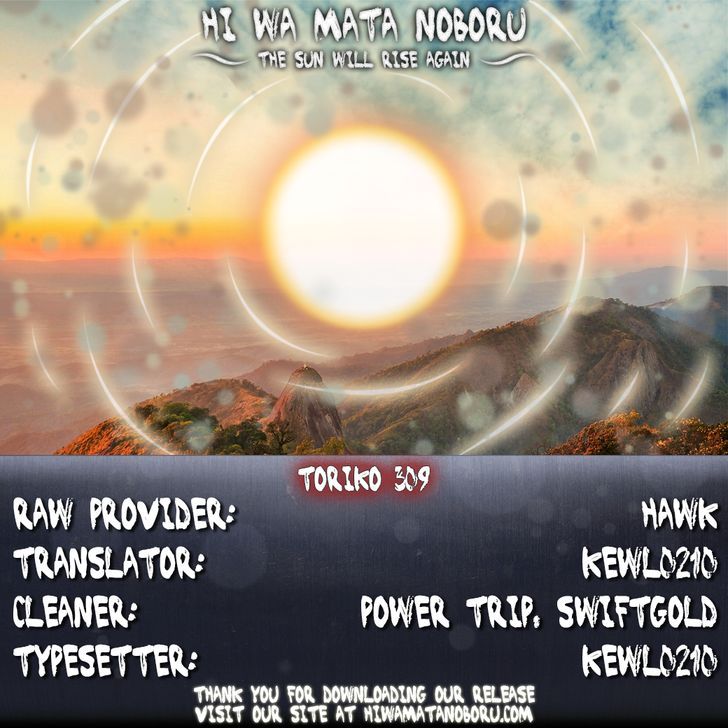 HI WA MATA NOBORU
THE SUN WILL RISE AGAIN
TORIKO 309
RAW PROVIDER: HAWK
TRANSLATOR: KEWL0210
CLEANER: POWER TRIP, SWIFTGOLD
TYPESETTER: KEWL0210
THANK YOU FOR DOWNLOADING OUR RELEASE
VISIT OUR SITE AT HIWAMATANOBORU.COM